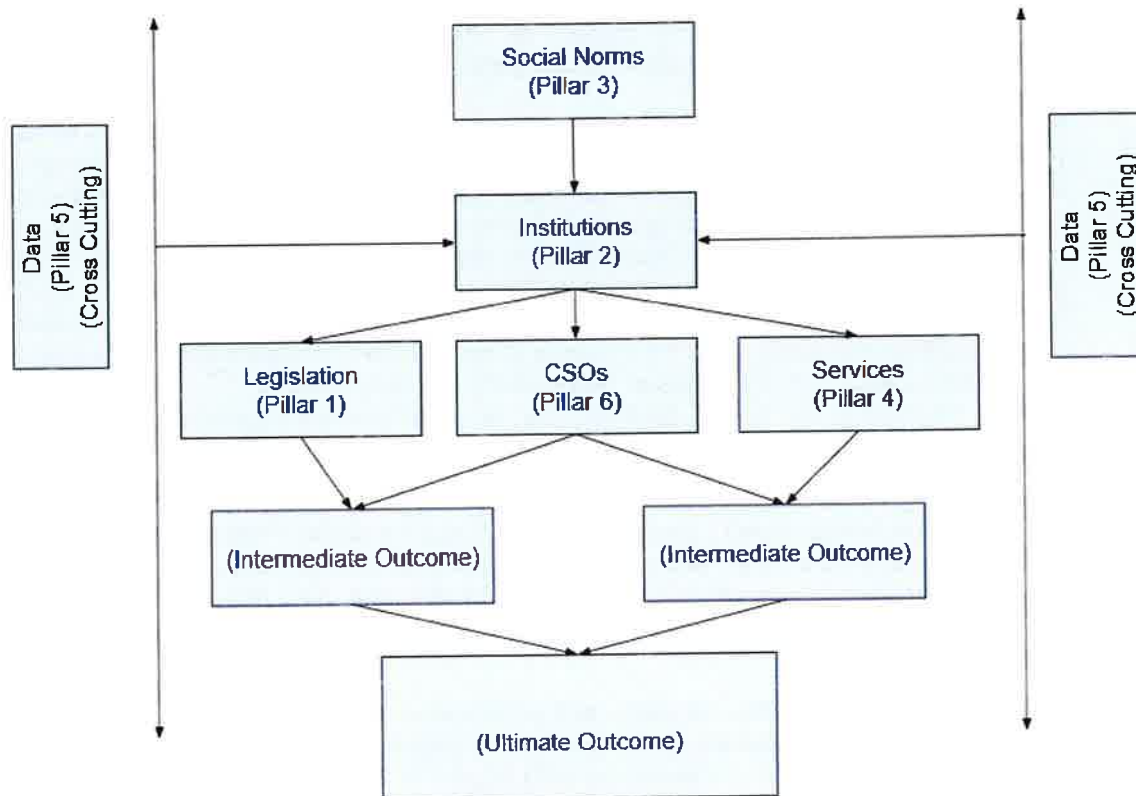 Social Norms
(Pillar 3)
Data
(Pillar 5)
(Cross Cutting)
Institutions
(Pillar 2)
Data
(Pillar 5)
(Cross Cutting)
Legislation
(Pillar 1)
CSOs
(Pillar 6)
Services
(Pillar 4)
(Intermediate Outcome)
(Intermediate Outcome)
(Ultimate Outcome)